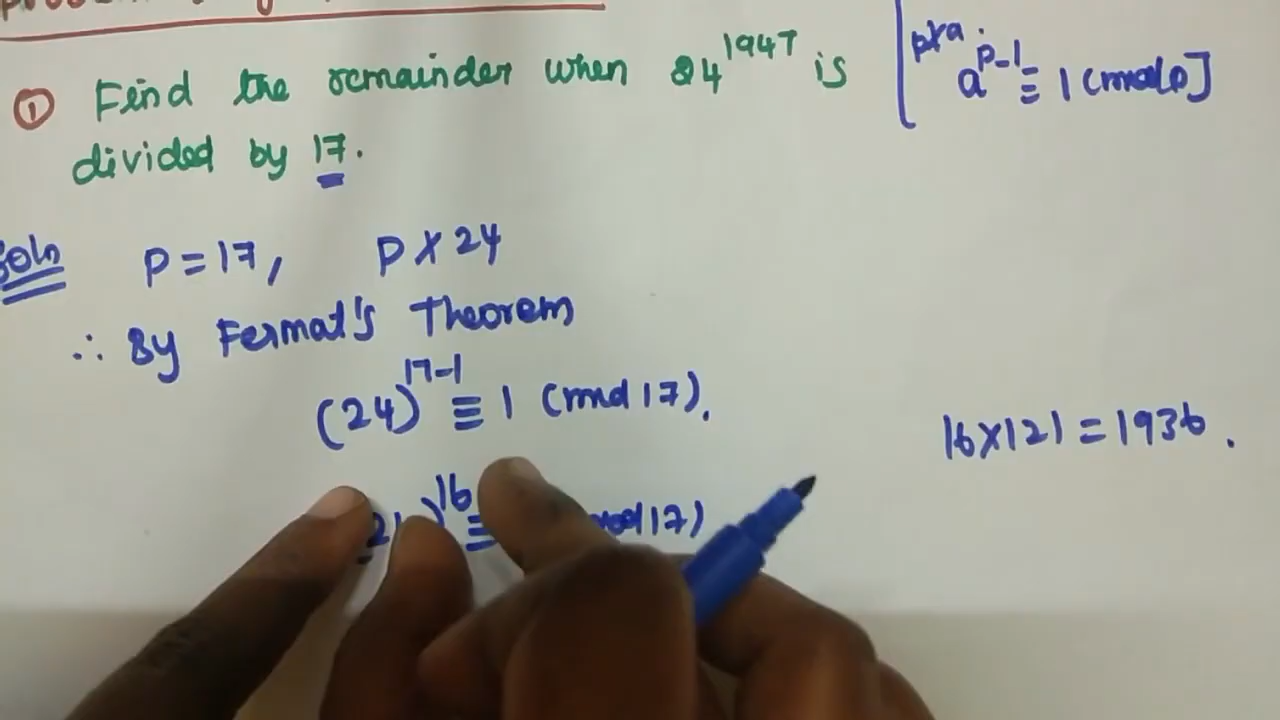 ① Find the remainder when 24^1947 is
divided by 17.
p∤a.
a^p-1 ≡ 1 (mod p]
Soln P = 17, P ∤ 24
∴ By Fermat's Theorem
(24)^17-1 ≡ 1 (mod 17).
16×121 = 1936.
)^16 ≡ 17)